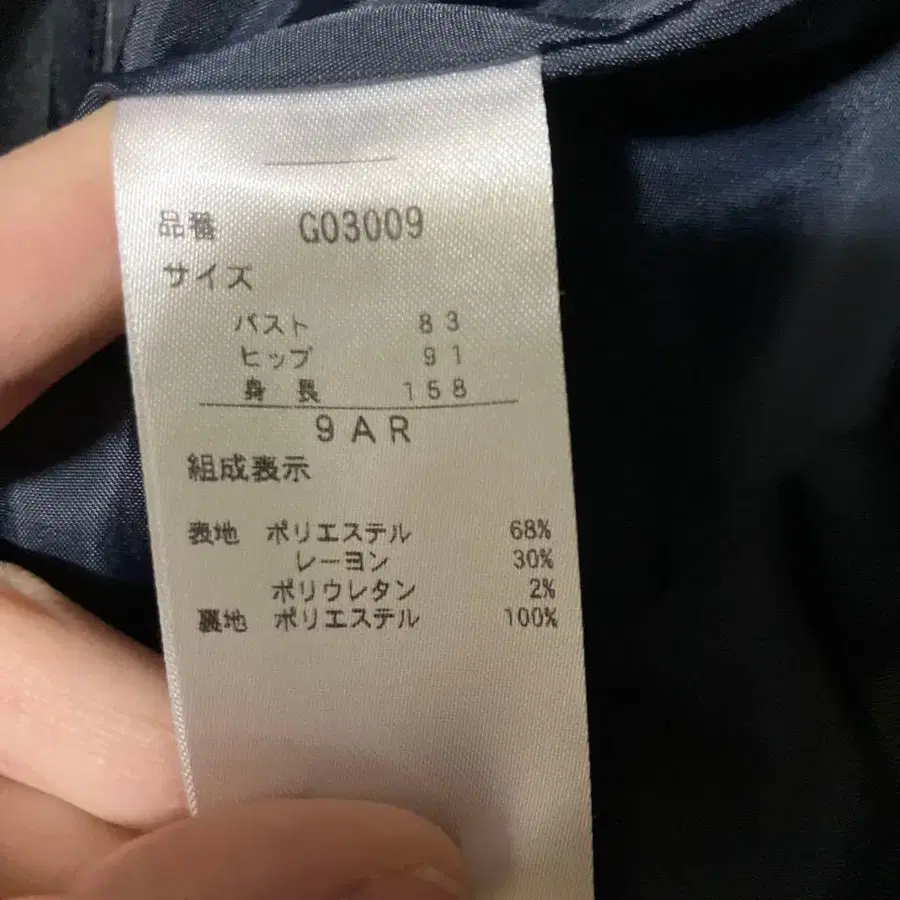 品番 G03009
サイズ
バスト 83
ヒップ 91
身長 158
9AR
組成表示
表地 ポリエステル 68%
レーヨン 30%
ポリウレタン 2%
裏地 ポリエステル 100%